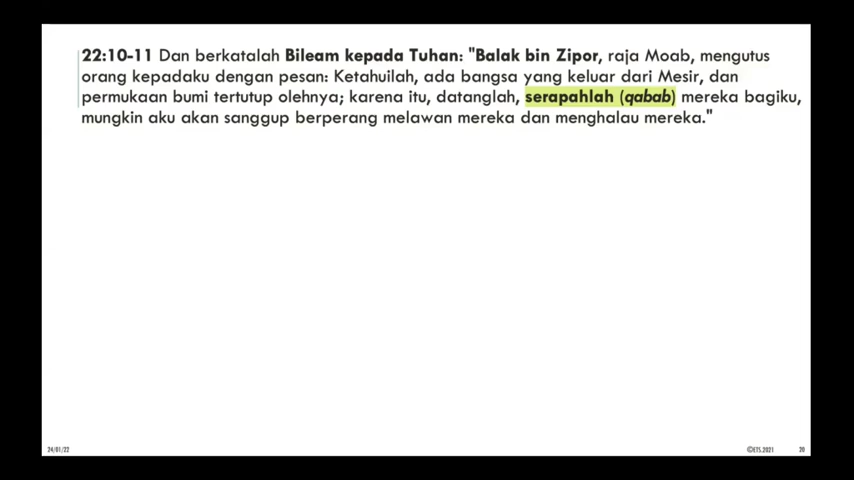 22:10-11 Dan berkatalah Bileam kepada Tuhan: "Balak bin Zipor, raja Moab, mengutus
orang kepadaku dengan pesan: Ketahuilah, ada bangsa yang keluar dari Mesir, dan
permukaan bumi tertutup olehnya; karena itu, datanglah, serapahlah (qabab) mereka bagiku,
mungkin aku akan sanggup berperang melawan mereka dan menghalau mereka."
24/01/22
©ETS.2021
20